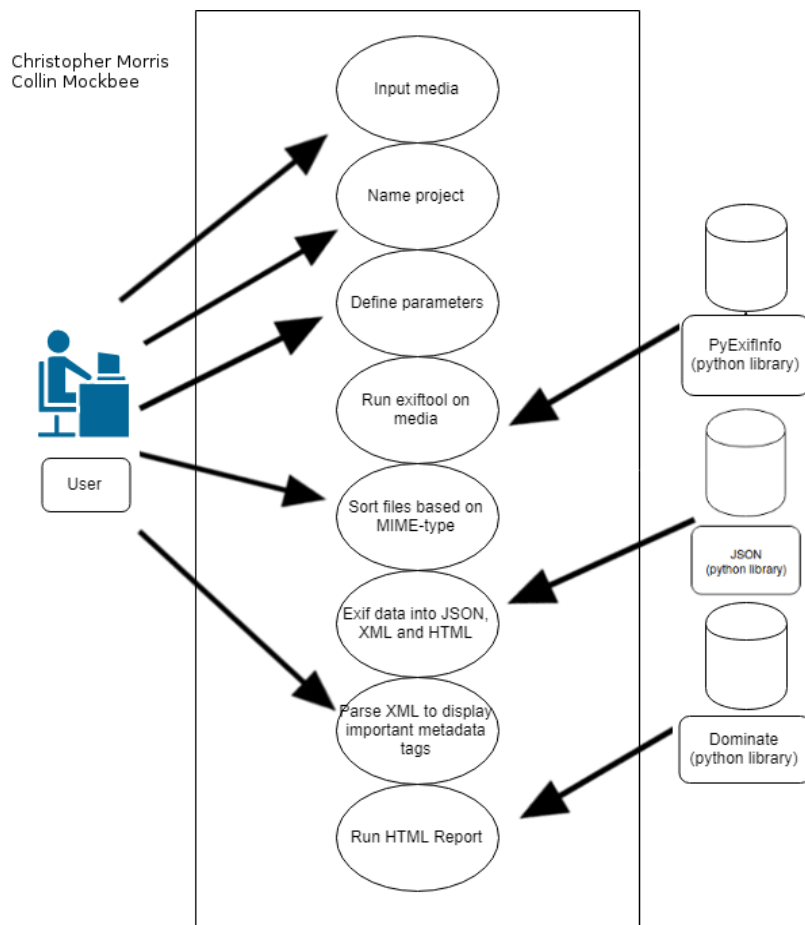 Christopher Morris
Collin Mockbee
Input media
Name project
Define parameters
Run exiftool on
media
Sort files based on
MIME-type
Exif data into JSON,
XML and HTML
Parse XML to display
important metadata
tags
Run HTML Report
User
PyExifInfo
(python library)
JSON
(python library)
Dominate
(python library)